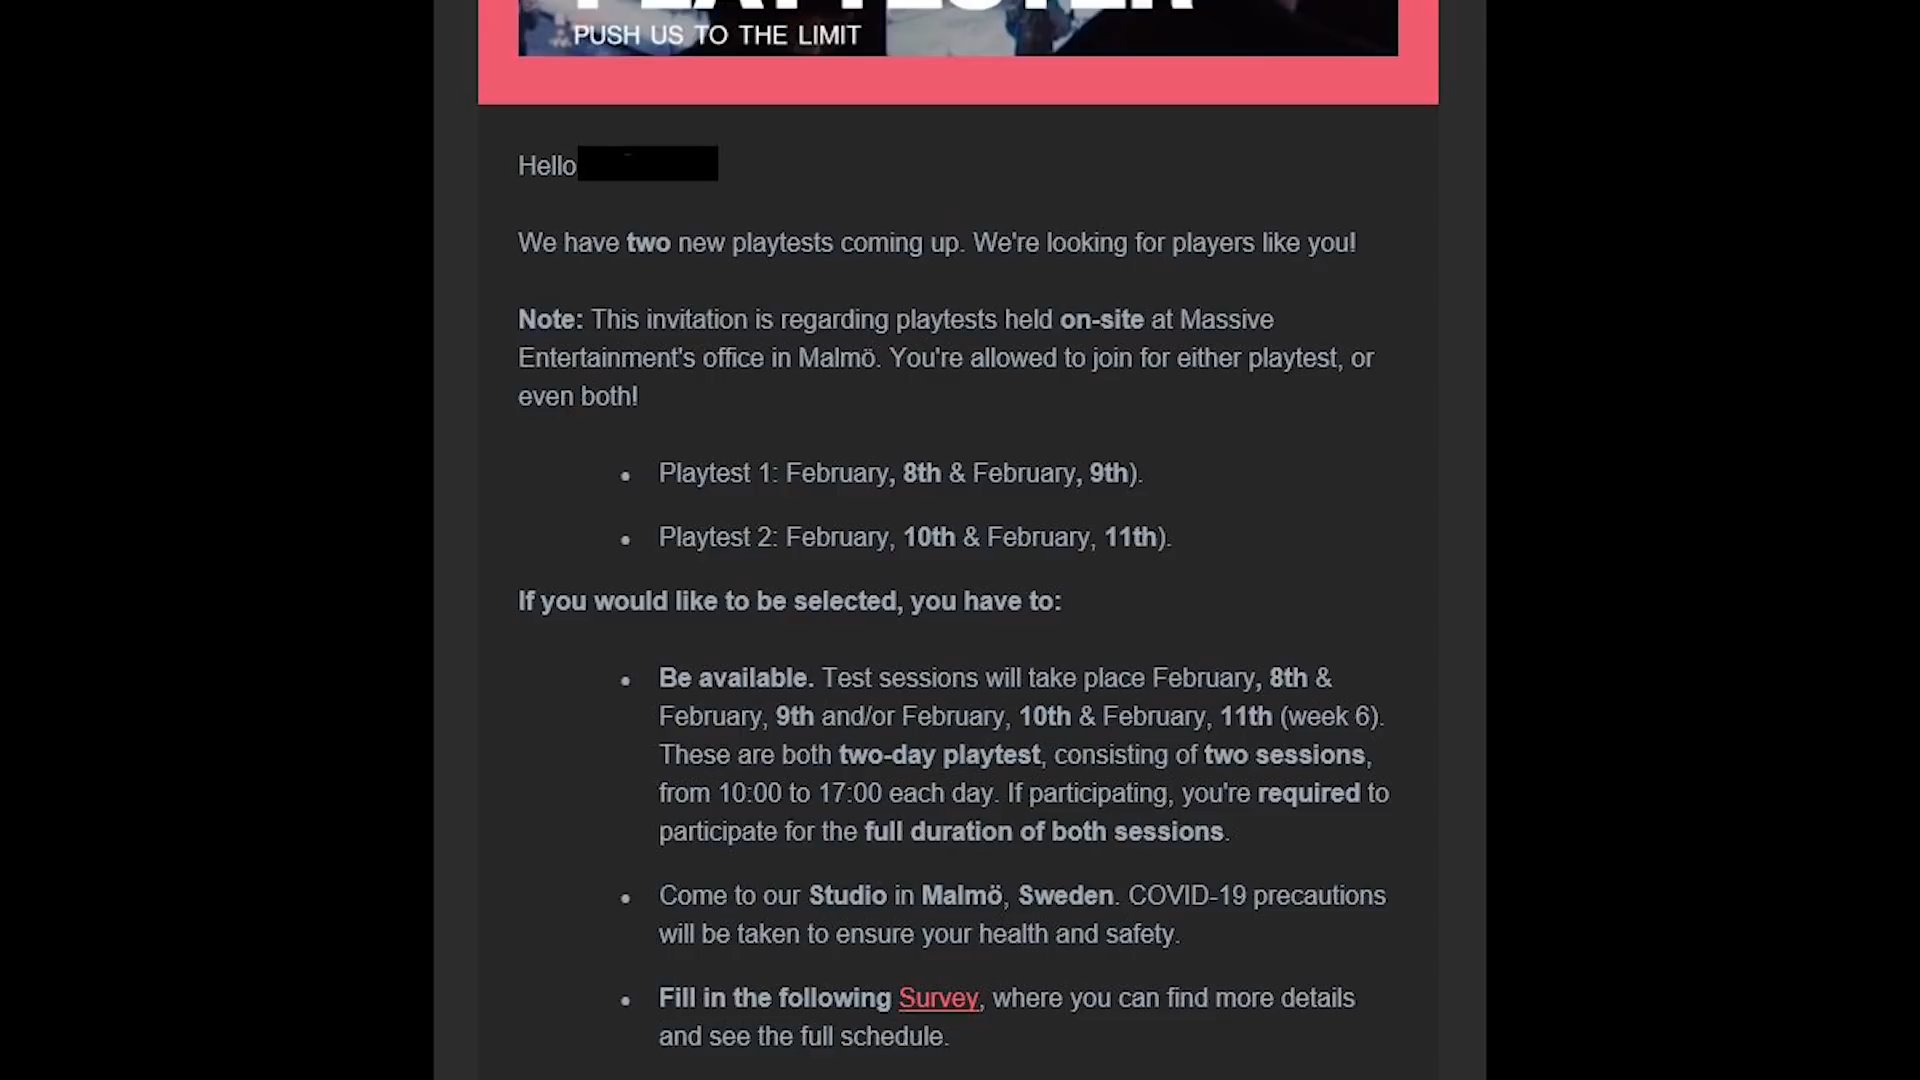 PLAYTESTER
PUSH US TO THE LIMIT
Hello
We have two new playtests coming up. We're looking for players like you!
Note: This invitation is regarding playtests held on-site at Massive
Entertainment's office in Malmö. You're allowed to join for either playtest, or
even both!
• Playtest 1: February, 8th & February, 9th).
• Playtest 2: February, 10th & February, 11th).
If you would like to be selected, you have to:
• Be available. Test sessions will take place February, 8th &
February, 9th and/or February, 10th & February, 11th (week 6).
These are both two-day playtest, consisting of two sessions,
from 10:00 to 17:00 each day. If participating, you're required to
participate for the full duration of both sessions.
• Come to our Studio in Malmö, Sweden. COVID-19 precautions
will be taken to ensure your health and safety.
• Fill in the following Survey, where you can find more details
and see the full schedule.